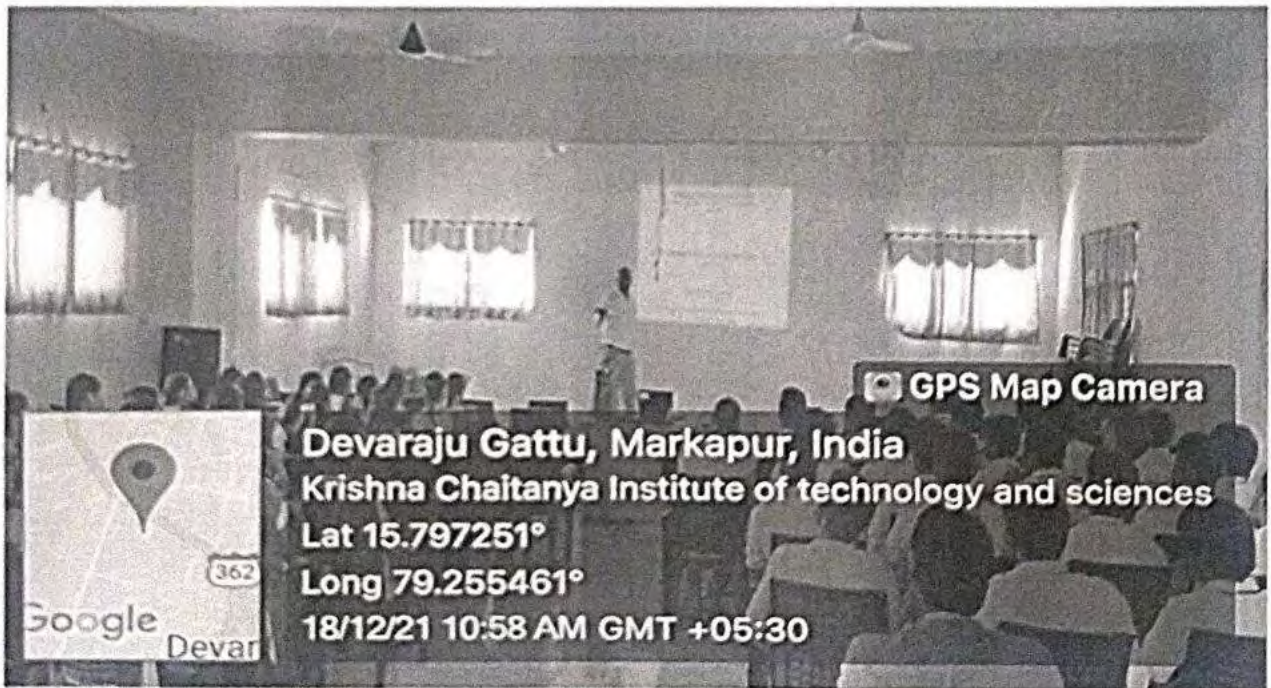 GPS Map Camera
Devaraju Gattu, Markapur, India
Krishna Chaitanya Institute of technology and sciences
Lat 15.797251°
Long 79.255461°
18/12/21 10:58 AM GMT +05:30
362
Google
Devar